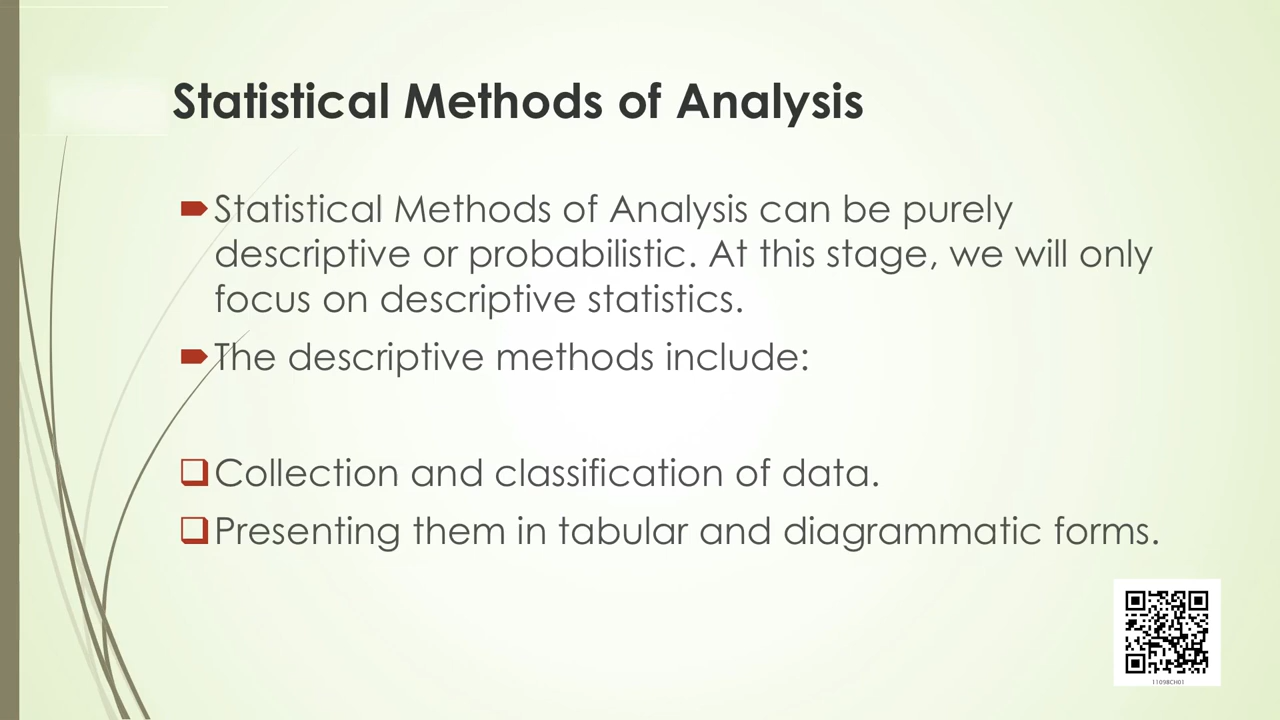 Statistical Methods of Analysis
Statistical Methods of Analysis can be purely
descriptive or probabilistic. At this stage, we will only
focus on descriptive statistics.
The descriptive methods include:
Collection and classification of data.
Presenting them in tabular and diagrammatic forms.
11098CH01